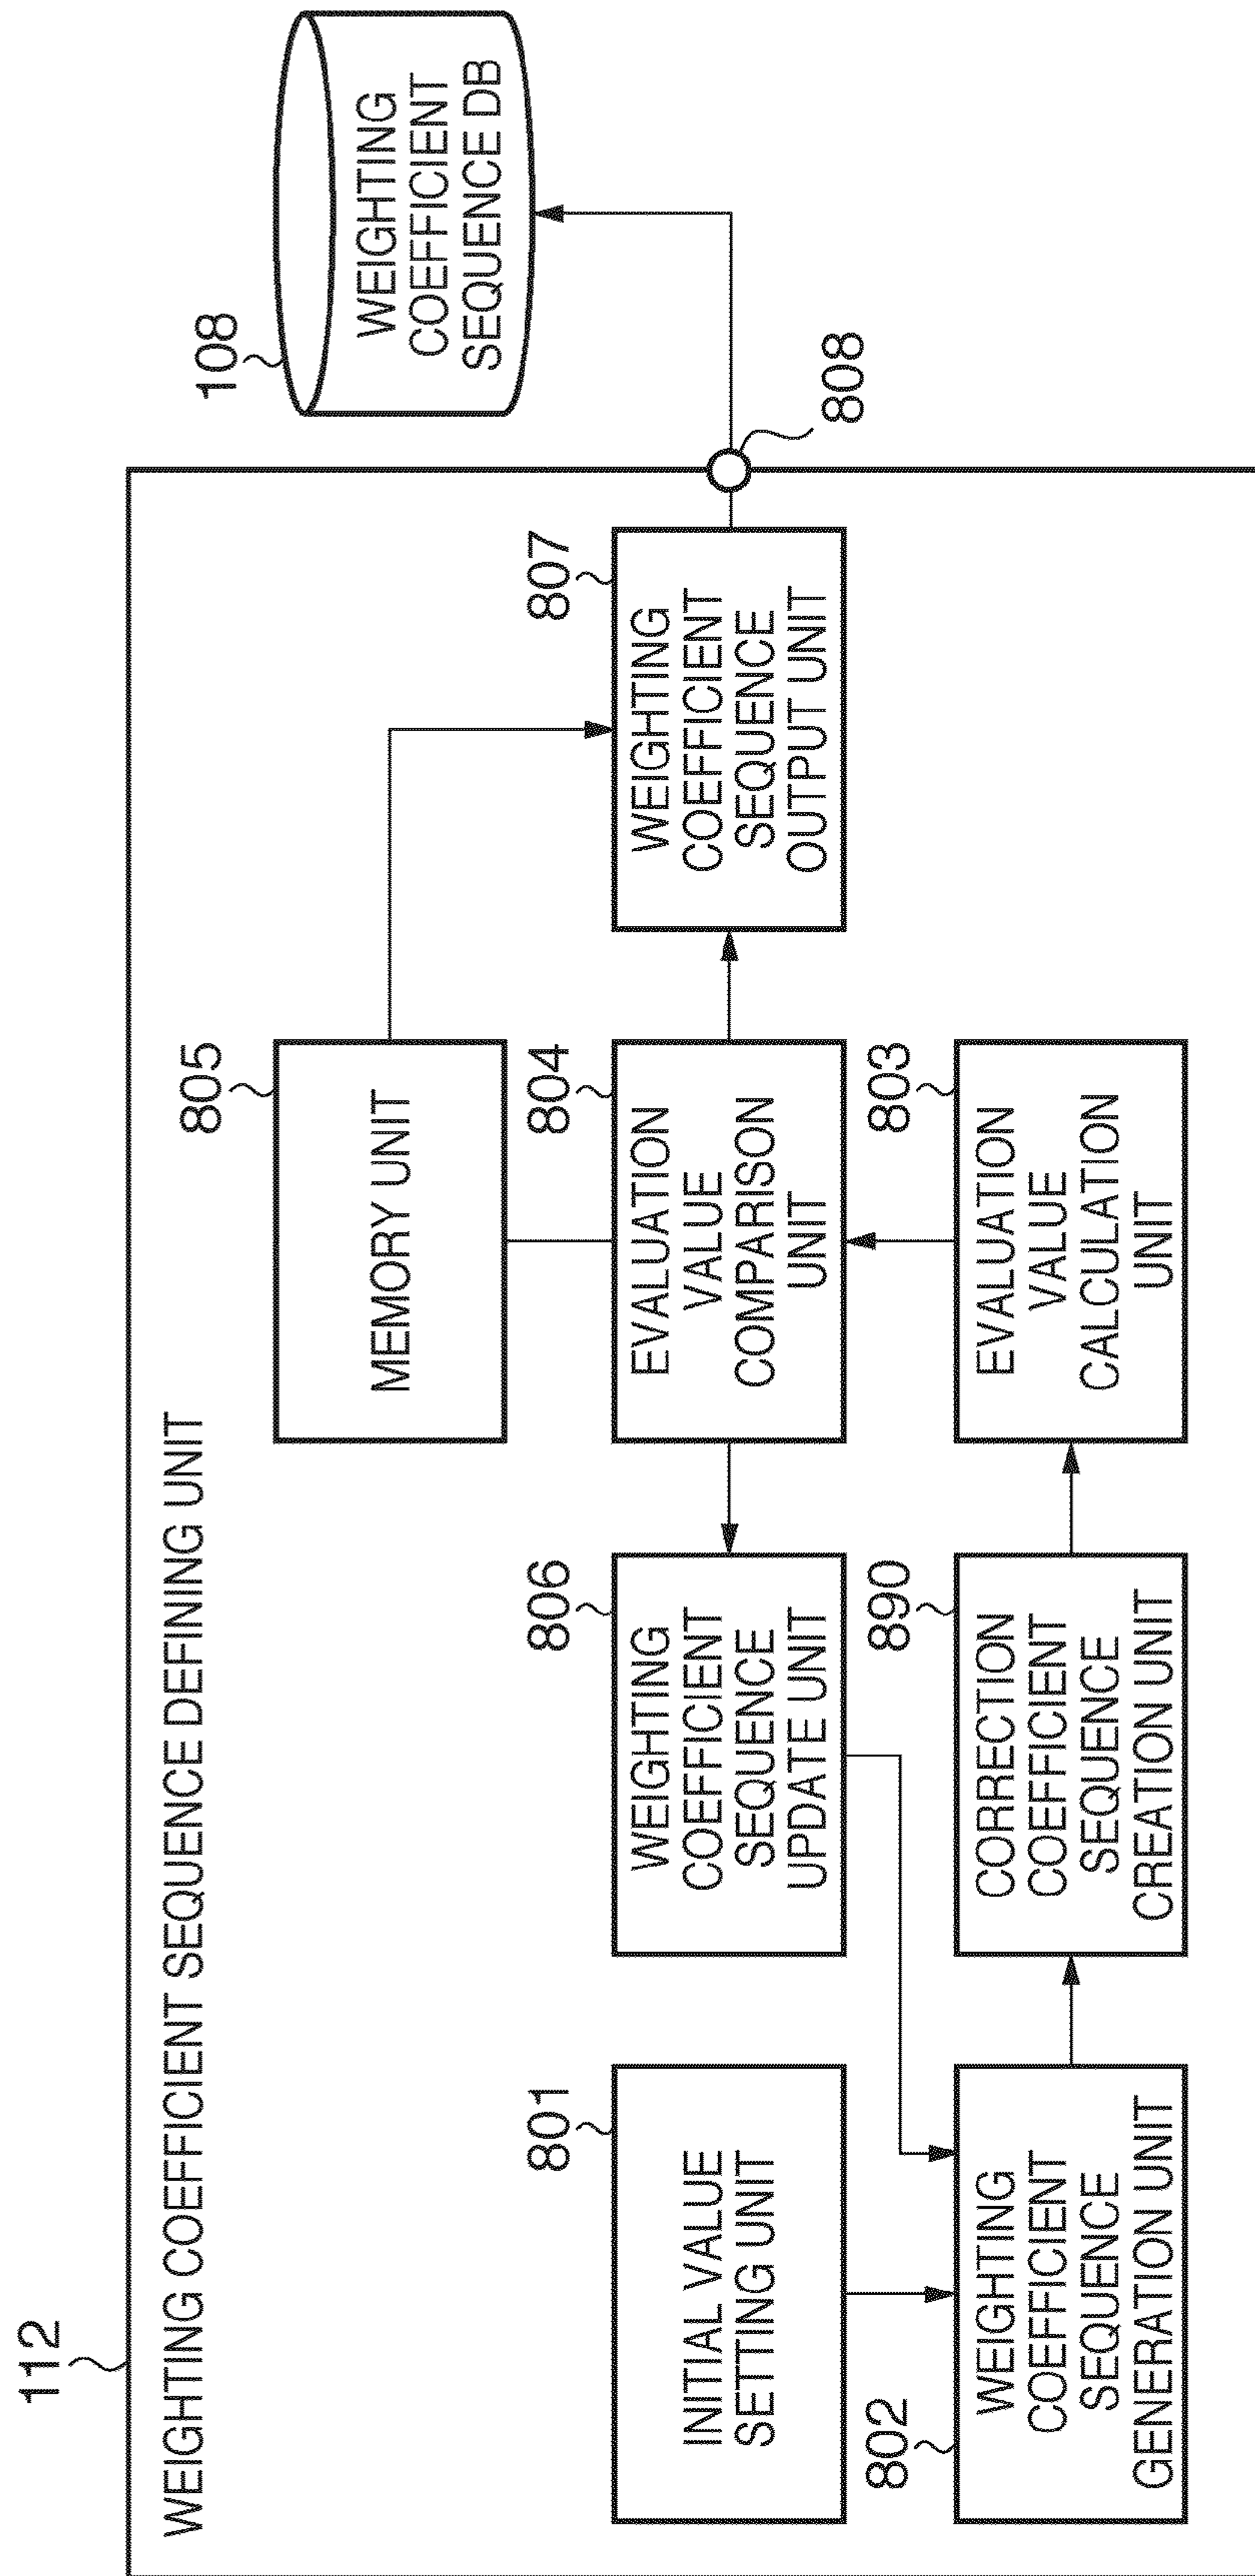 112
WEIGHTING COEFFICIENT SEQUENCE DEFINING UNIT
108
WEIGHTING
COEFFICIENT
SEQUENCE DB
805
MEMORY UNIT
801
INITIAL VALUE
SETTING UNIT
806
WEIGHTING
COEFFICIENT
SEQUENCE
UPDATE UNIT
804
EVALUATION
VALUE
COMPARISON
UNIT
807
WEIGHTING
COEFFICIENT
SEQUENCE
OUTPUT UNIT
808
802
WEIGHTING
COEFFICIENT
SEQUENCE
GENERATION UNIT
890
CORRECTION
COEFFICIENT
SEQUENCE
CREATION UNIT
803
EVALUATION
VALUE
CALCULATION
UNIT